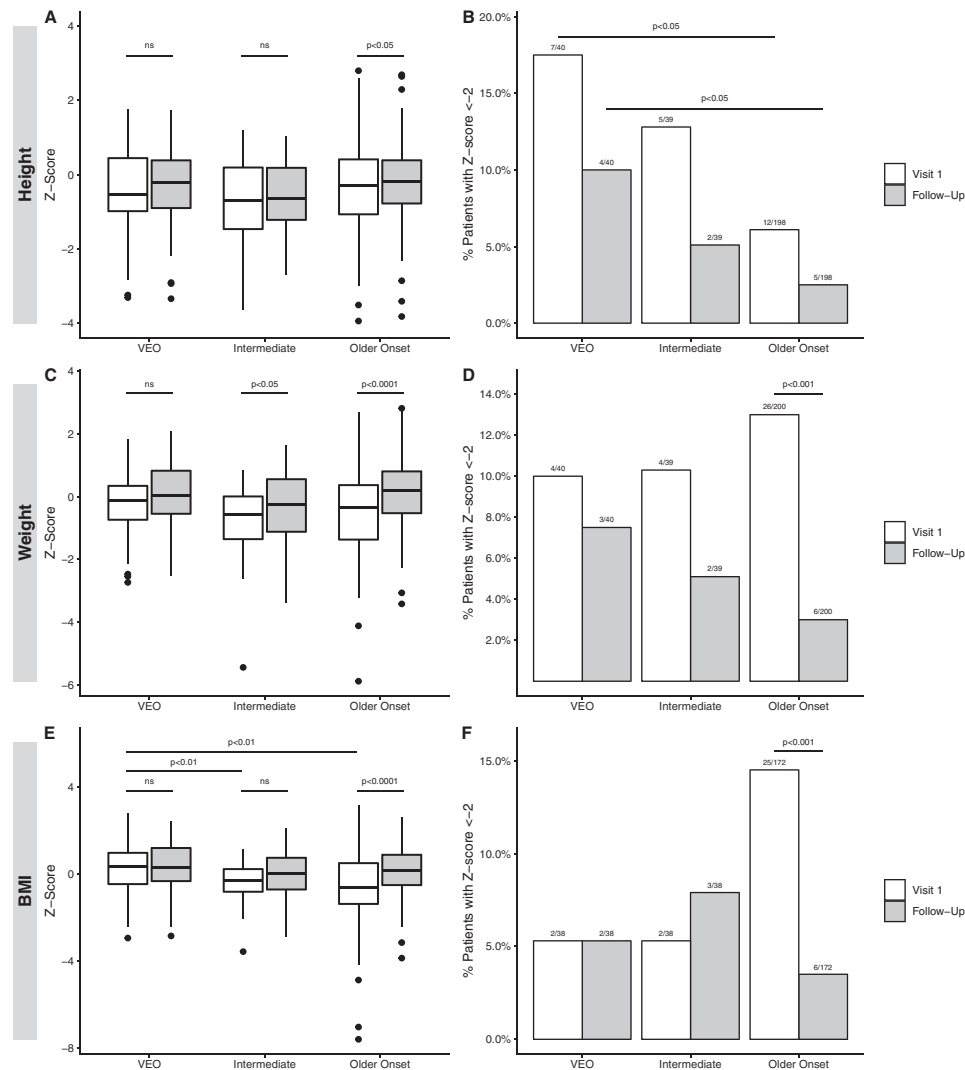 A
Height
Z−Score
4
2
0
−2
−4
ns
ns
p<0.05
VEO
Intermediate
Older Onset
B
% Patients with Z−score <−2
20.0%
15.0%
10.0%
5.0%
0.0%
p<0.05
p<0.05
7/40
4/40
5/39
2/39
12/198
5/198
VEO
Intermediate
Older Onset
Visit 1
Follow−Up
C
Weight
Z−Score
4
2
0
−2
−4
−6
ns
p<0.05
p<0.0001
VEO
Intermediate
Older Onset
D
% Patients with Z−score <−2
14.0%
12.0%
10.0%
8.0%
6.0%
4.0%
2.0%
p<0.001
4/40
3/40
4/39
2/39
26/200
6/200
VEO
Intermediate
Older Onset
Visit 1
Follow−Up
E
BMI
Z−Score
4
0
−4
−8
p<0.01
p<0.01
ns
ns
p<0.0001
VEO
Intermediate
Older Onset
F
% Patients with Z−score <−2
15.0%
10.0%
5.0%
0.0%
p<0.001
2/38
2/38
2/38
3/38
25/172
6/172
VEO
Intermediate
Older Onset
Visit 1
Follow−Up